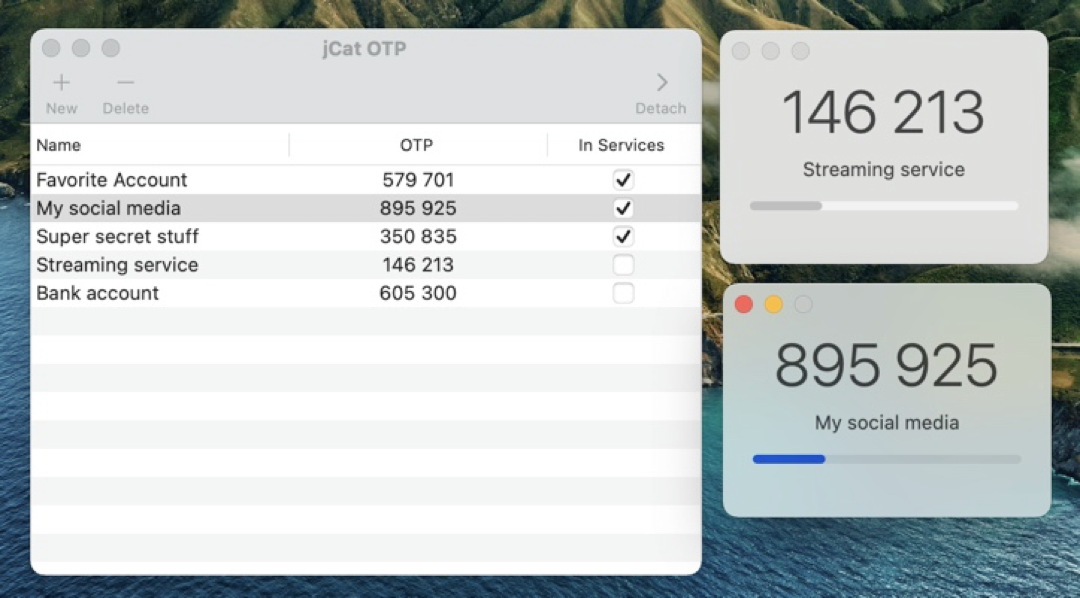 jCat OTP
New Delete Detach
Name OTP In Services
Favorite Account 579 701
My social media 895 925
Super secret stuff 350 835
Streaming service 146 213
Bank account 605 300
146 213
Streaming service
895 925
My social media